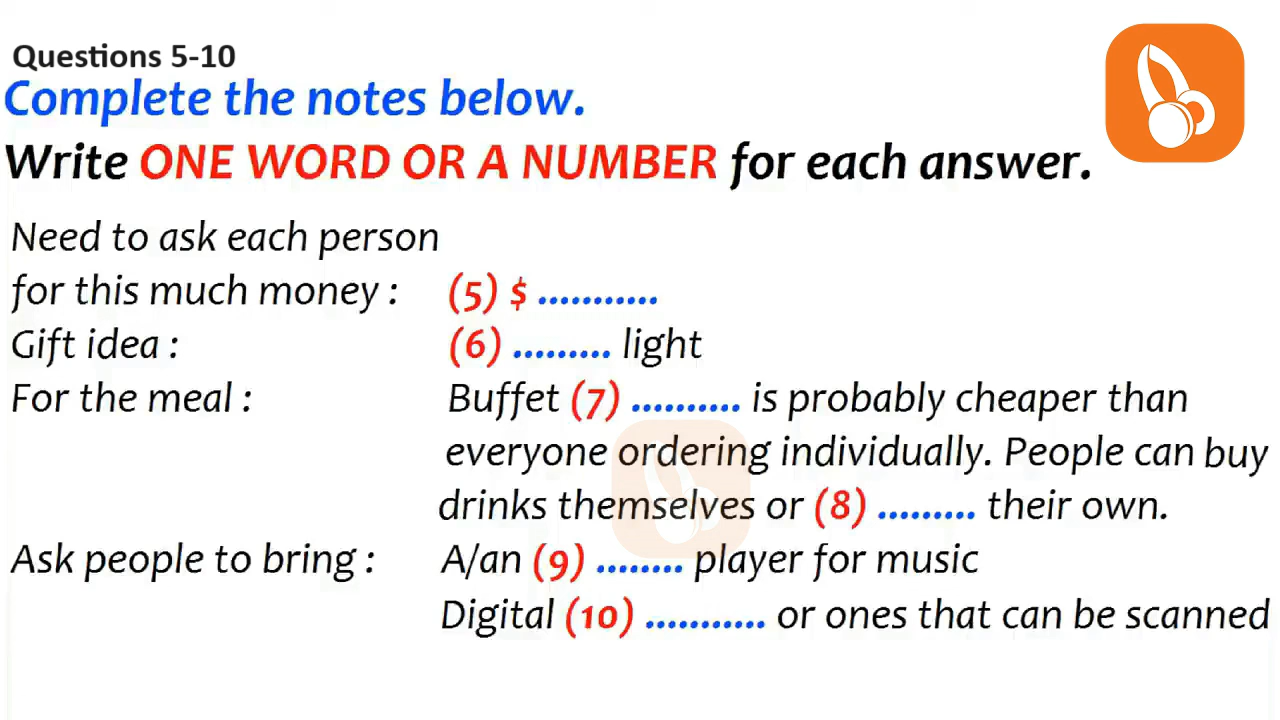 Questions 5-10
Complete the notes below.
Write ONE WORD OR A NUMBER for each answer.
Need to ask each person
for this much money : (5) $ ...........
Gift idea : (6) ......... light
For the meal : Buffet (7) .......... is probably cheaper than
everyone ordering individually. People can buy
drinks themselves or (8) ......... their own.
Ask people to bring : A/an (9) ........ player for music
Digital (10) ........... or ones that can be scanned